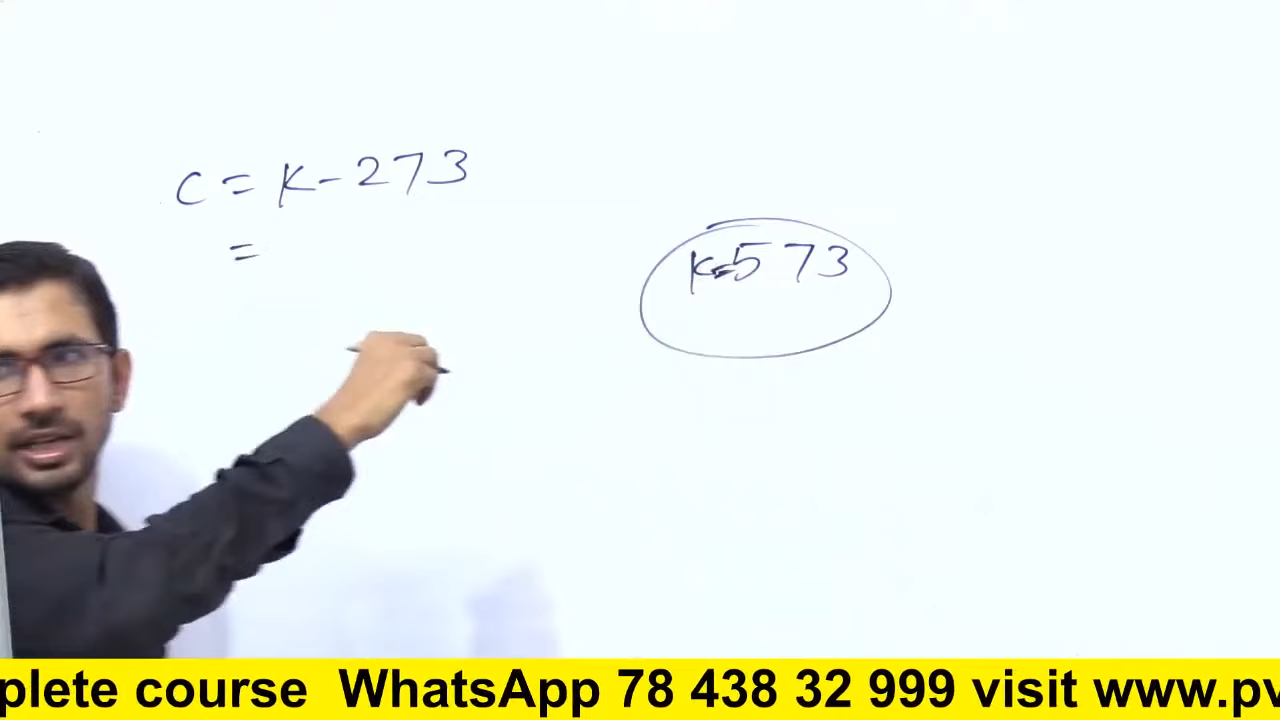 C = K - 273
=
K = 573
plete course WhatsApp 78 438 32 999 visit www.pv